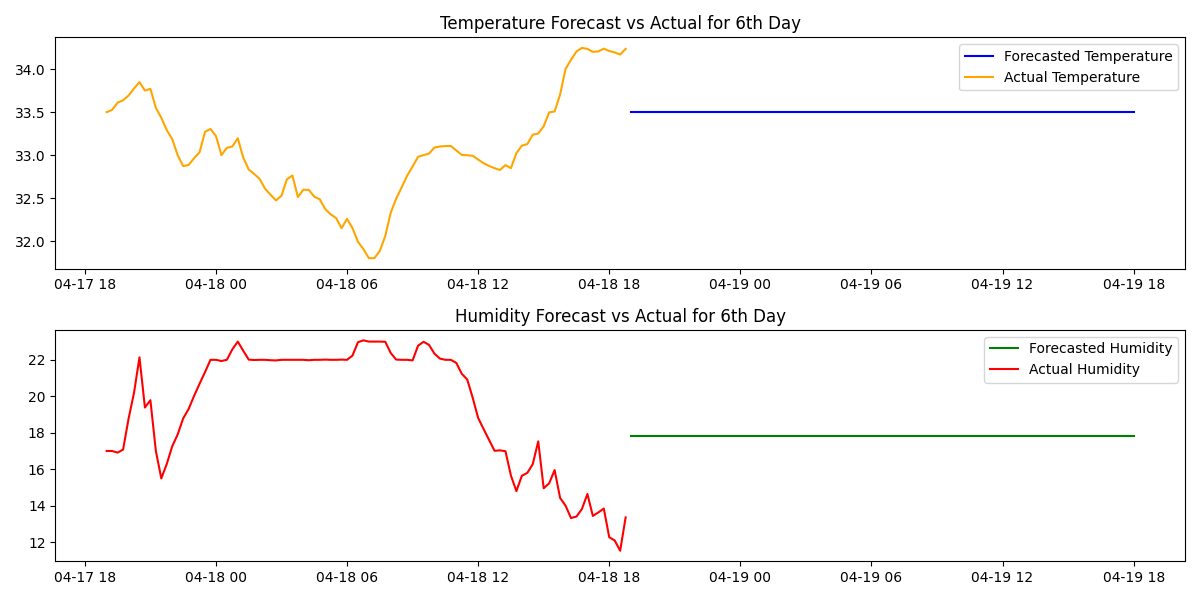 Temperature Forecast vs Actual for 6th Day
Forecasted Temperature
Actual Temperature
34.0
33.5
33.0
32.5
32.0
04-17 18 04-18 00 04-18 06 04-18 12 04-18 18 04-19 00 04-19 06 04-19 12 04-19 18
Humidity Forecast vs Actual for 6th Day
Forecasted Humidity
Actual Humidity
22
20
18
16
14
12
04-17 18 04-18 00 04-18 06 04-18 12 04-18 18 04-19 00 04-19 06 04-19 12 04-19 18